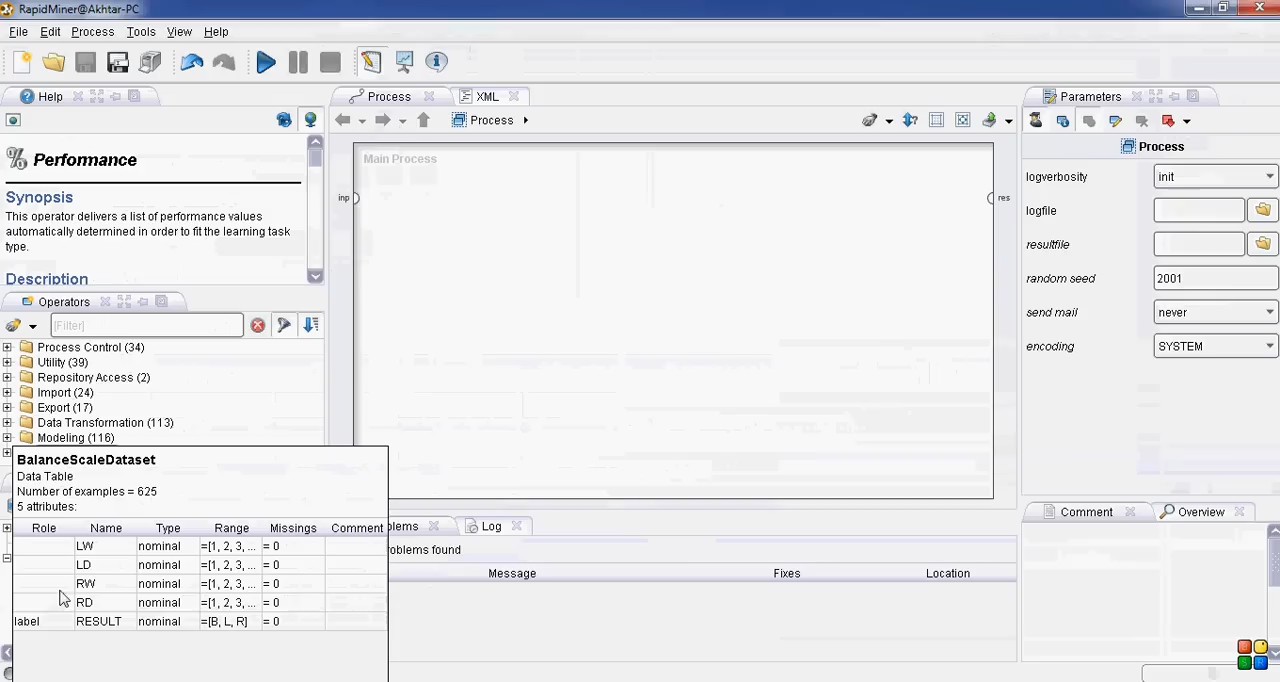 RapidMiner@Akhtar-PC
File Edit Process Tools View Help
Help
Process
XML
Parameters
Process
Performance
Synopsis
This operator delivers a list of performance values
automatically determined in order to fit the learning task
type.
Description
Operators
[Filter]
Process Control (34)
Utility (39)
Repository Access (2)
Import (24)
Export (17)
Data Transformation (113)
Modeling (116)
BalanceScaleDataset
Data Table
Number of examples = 625
5 attributes:
Role Name Type Range Missings Comment
LW nominal =[1, 2, 3, ... = 0
LD nominal =[1, 2, 3, ... = 0
RW nominal =[1, 2, 3, ... = 0
RD nominal =[1, 2, 3, ... = 0
label RESULT nominal =[B, L, R] = 0
Main Process
inp
res
oblems
Log
roblems found
Message Fixes Location
Process
logverbosity init
logfile
resultfile
random seed 2001
send mail never
encoding SYSTEM
Comment
Overview